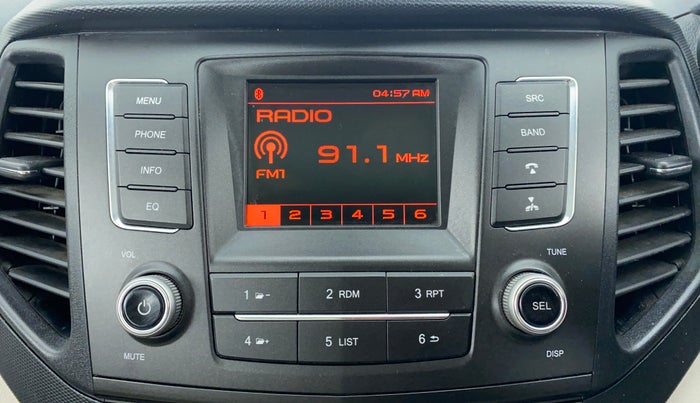 04:57 AM
RADIO
91.1 MHz
FM1
1 2 3 4 5 6
MENU
PHONE
INFO
EQ
SRC
BAND
VOL
MUTE
TUNE
SEL
DISP
1 -
2 RDM
3 RPT
4 +
5 LIST
6